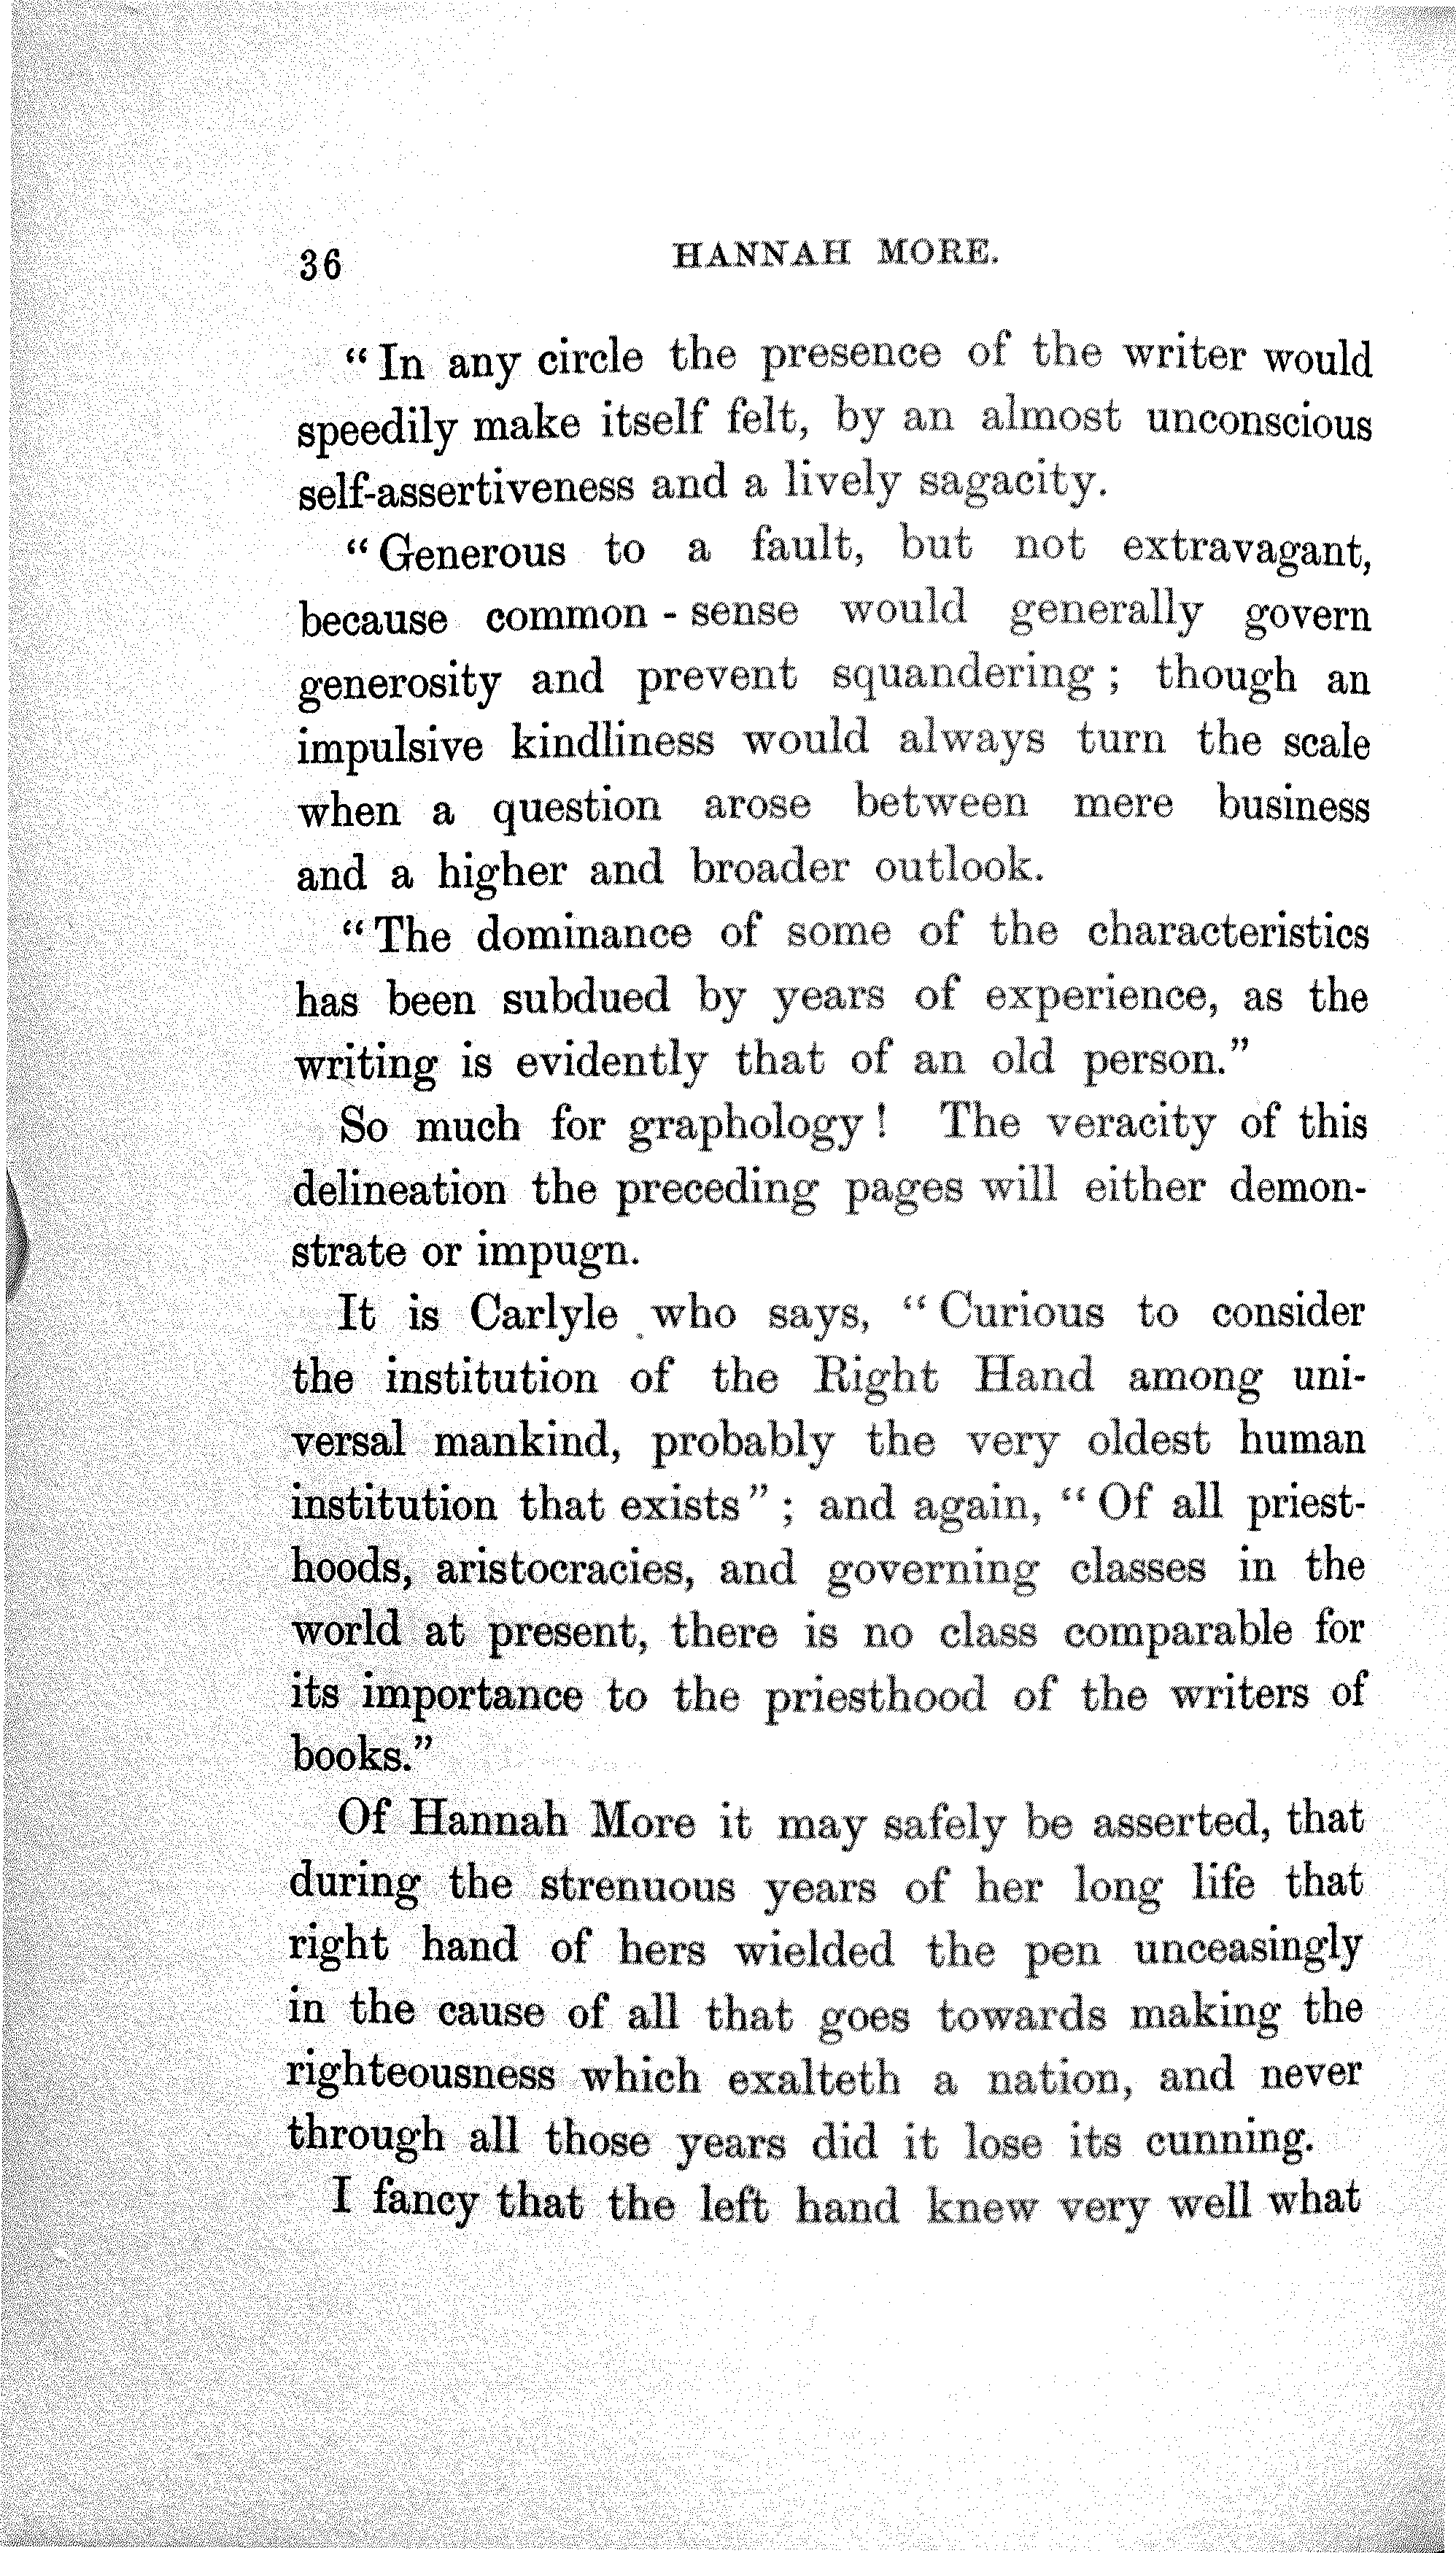 36 HANNAH MORE.
“In any circle the presence of the writer would
speedily make itself felt, by an almost unconscious
self-assertiveness and a lively sagacity.
“Generous to a fault, but not extravagant,
because common-sense would generally govern
generosity and prevent squandering; though an
impulsive kindliness would always turn the scale
when a question arose between mere business
and a higher and broader outlook.
“The dominance of some of the characteristics
has been subdued by years of experience, as the
writing is evidently that of an old person.”
So much for graphology! The veracity of this
delineation the preceding pages will either demon-
strate or impugn.
It is Carlyle who says, “Curious to consider
the institution of the Right Hand among uni-
versal mankind, probably the very oldest human
institution that exists”; and again, “Of all priest-
hoods, aristocracies, and governing classes in the
world at present, there is no class comparable for
its importance to the priesthood of the writers of
books.”
Of Hannah More it may safely be asserted, that
during the strenuous years of her long life that
right hand of hers wielded the pen unceasingly
in the cause of all that goes towards making the
righteousness which exalteth a nation, and never
through all those years did it lose its cunning.
I fancy that the left hand knew very well what